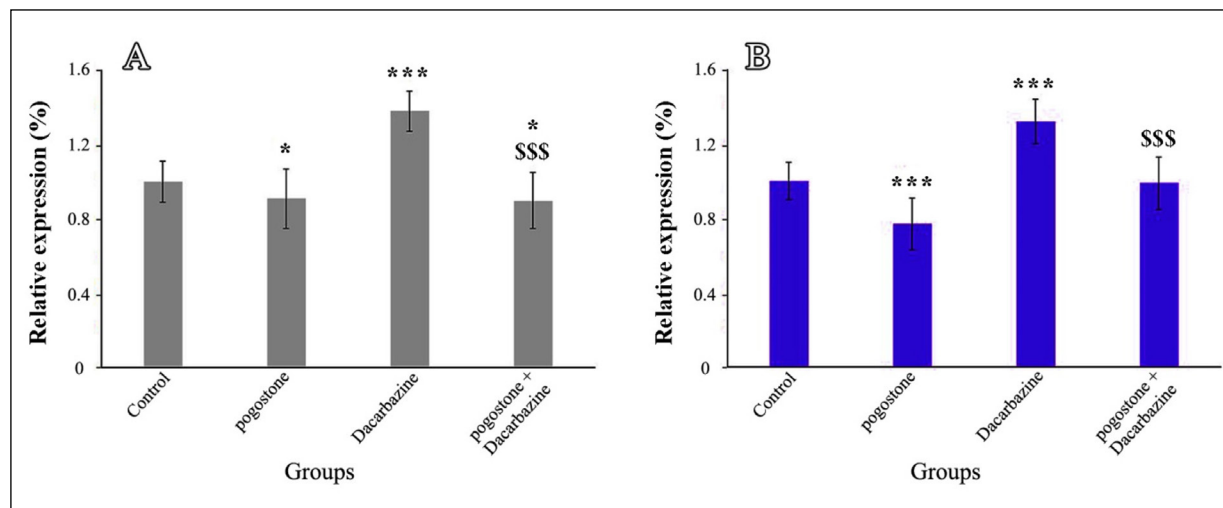 A
Relative expression (%)
1.6
1.2
0.8
0.4
0
***
*
*
$$$
Control
pogostone
Dacarbazine
pogostone +
Dacarbazine
Groups
B
Relative expression (%)
1.6
1.2
0.8
0.4
0
***
$$$
***
Control
pogostone
Dacarbazine
pogostone +
Dacarbazine
Groups